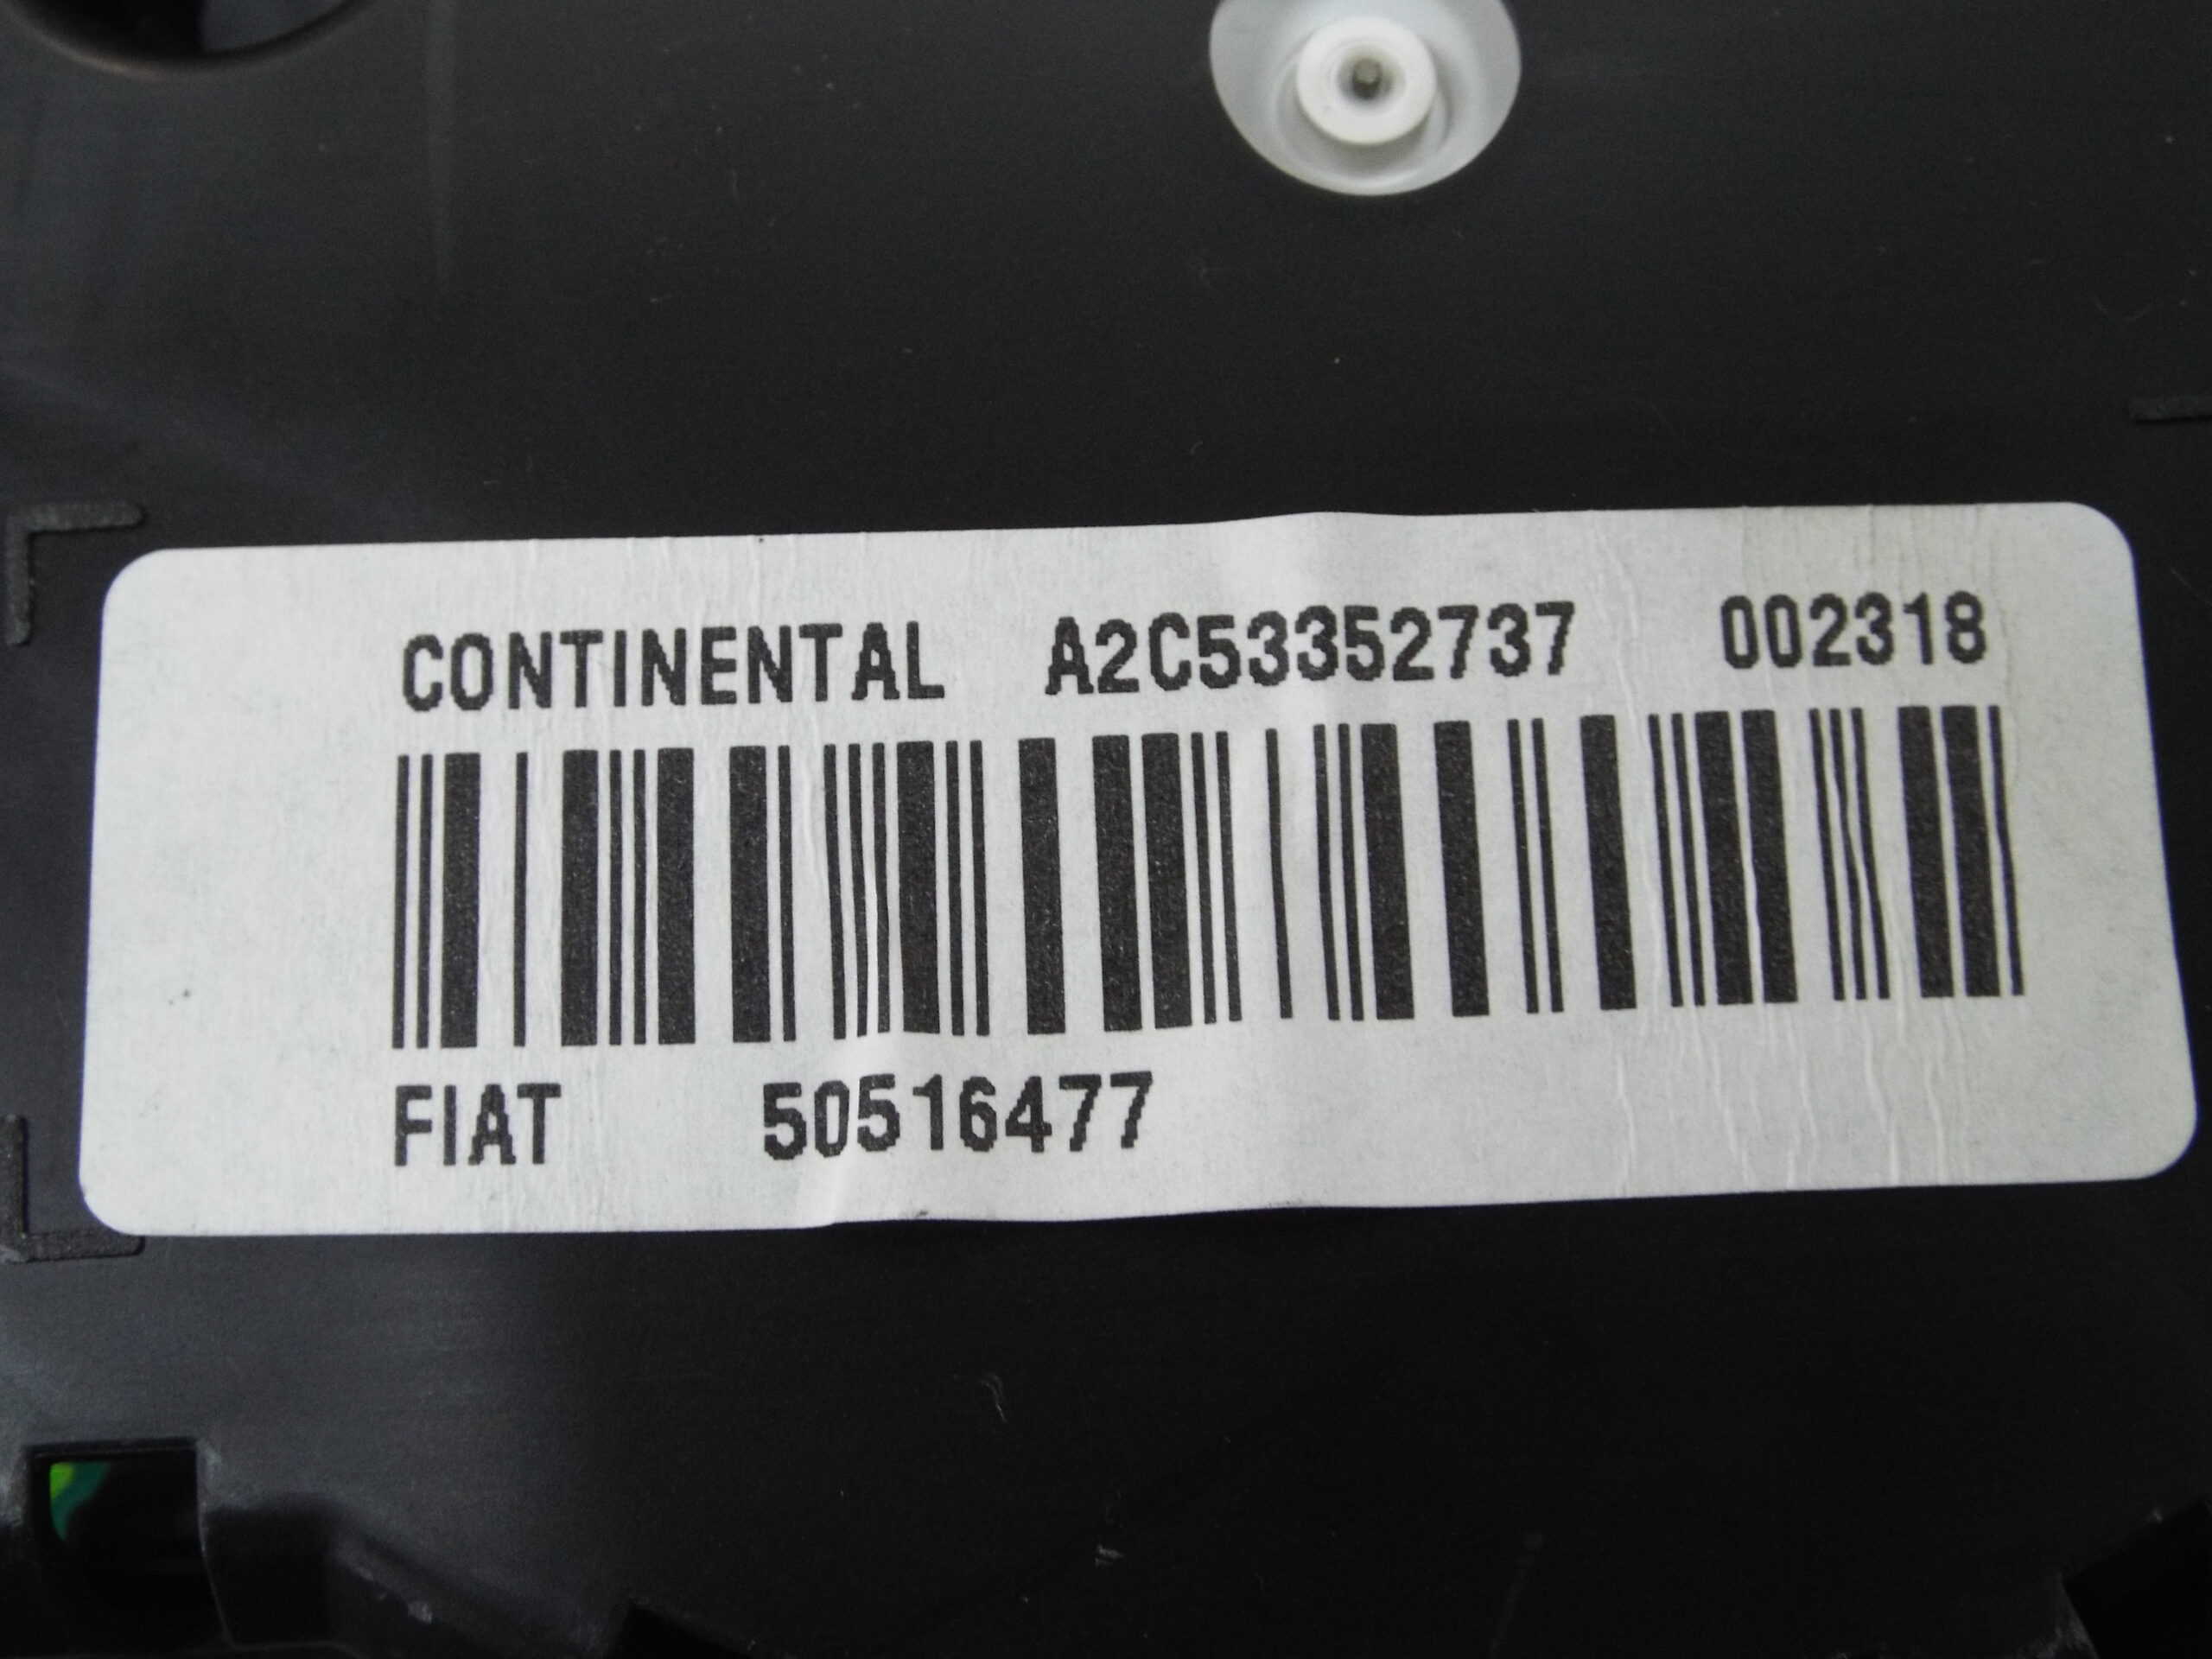 CONTINENTAL A2C53352737 002318
FIAT 50516477